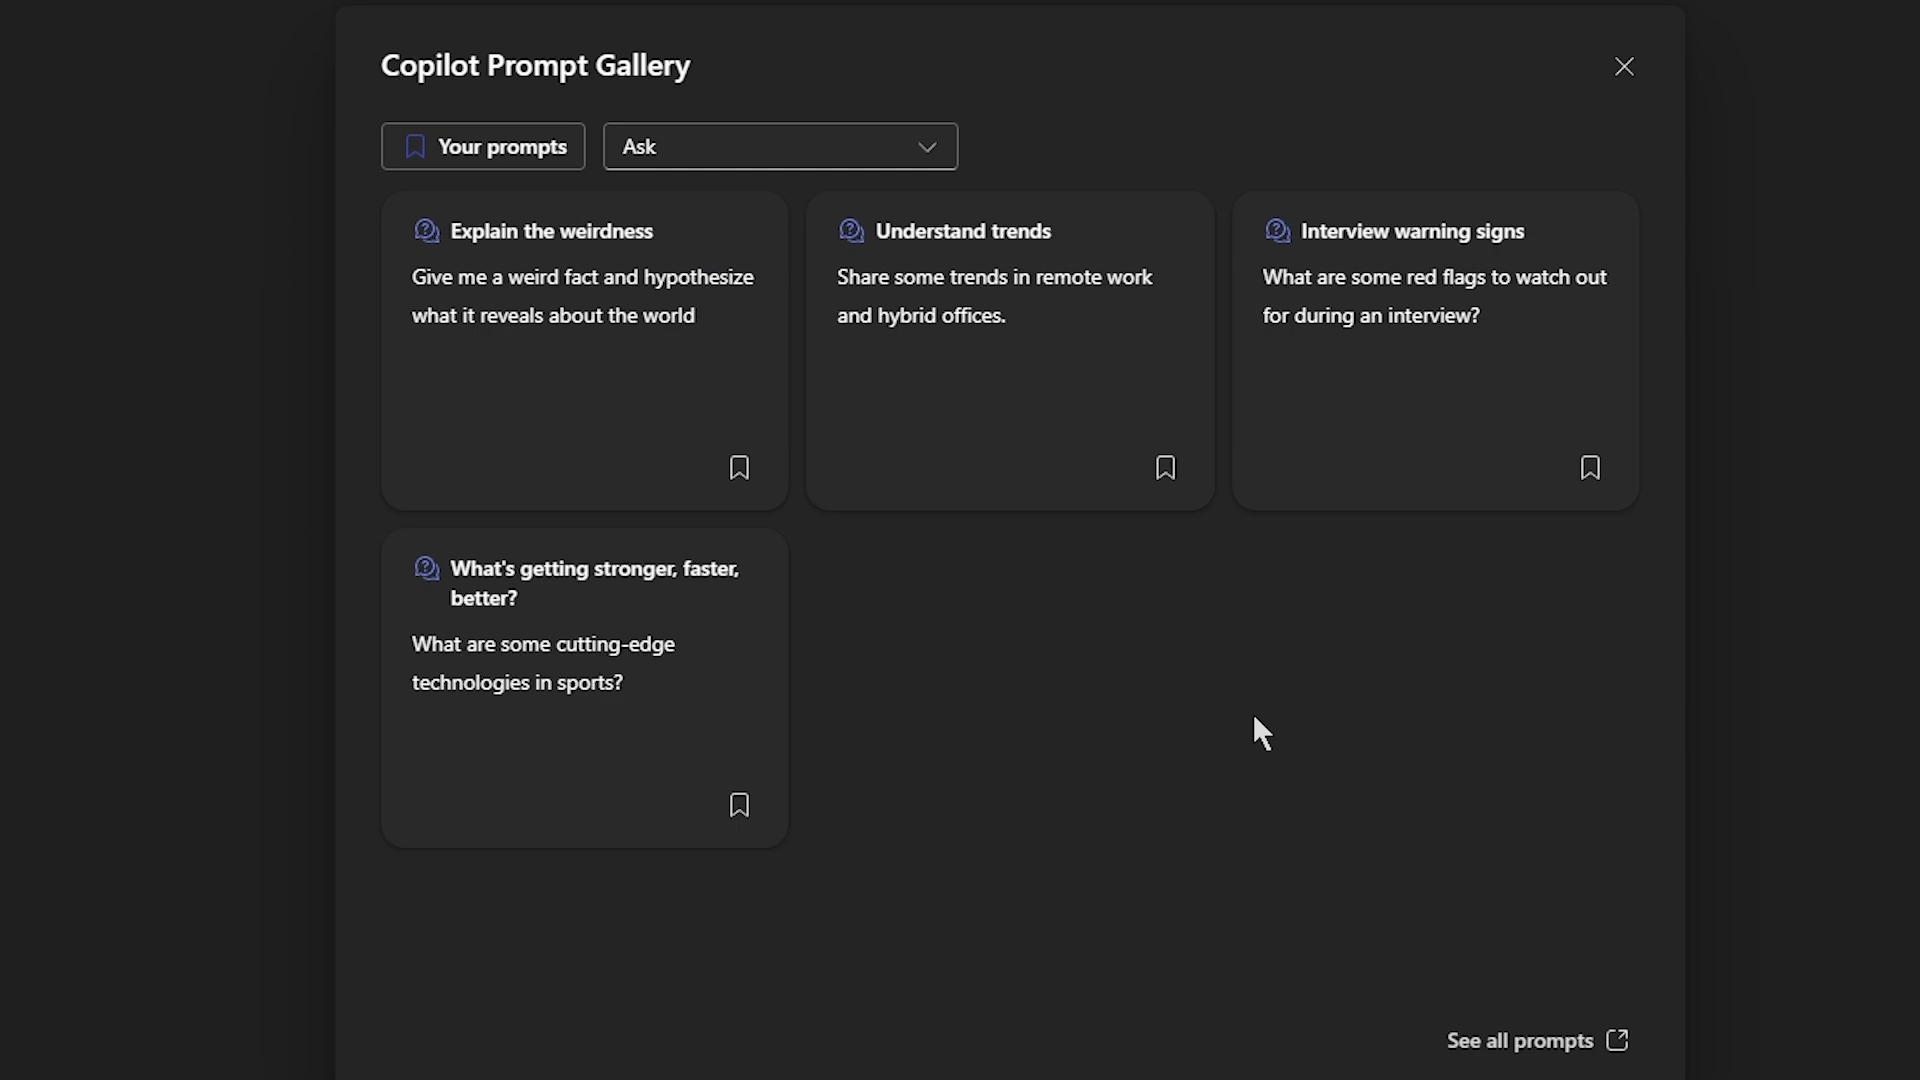 Copilot Prompt Gallery
Your prompts
Ask
Explain the weirdness
Give me a weird fact and hypothesize
what it reveals about the world
Understand trends
Share some trends in remote work
and hybrid offices.
Interview warning signs
What are some red flags to watch out
for during an interview?
What's getting stronger, faster,
better?
What are some cutting-edge
technologies in sports?
See all prompts